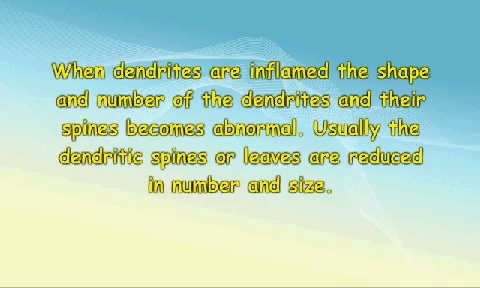 When dendrites are inflamed the shape
and number of the dendrites and their
spines becomes abnormal. Usually the
dendritic spines or leaves are reduced
in number and size.